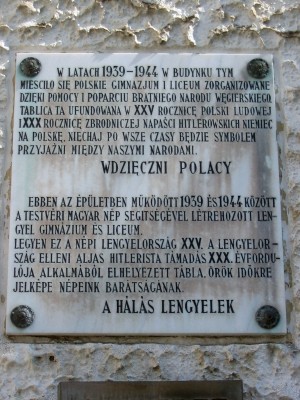 W LATACH 1939-1944 W BUDYNKU TYM
MIEŚCIŁO SIĘ POLSKIE GIMNAZJUM I LICEUM ZORGANIZOWANE
DZIĘKI POMOCY I POPARCIU BRATNIEGO NARODU WĘGIERSKIEGO.
TABLICA TA UFUNDOWANA W XXV ROCZNICĘ POLSKI LUDOWEJ
I XXX ROCZNICĘ ZBRODNICZEJ NAPAŚCI HITLEROWSKICH NIEMIEC
NA POLSKĘ, NIECHAJ PO WSZE CZASY BĘDZIE SYMBOLEM
PRZYJAŹNI MIĘDZY NASZYMI NARODAMI.
WDZIĘCZNI POLACY
EBBEN AZ ÉPÜLETBEN MŰKÖDÖTT 1939 ÉS 1944 KÖZÖTT
A TESTVÉRI MAGYAR NÉP SEGITSÉGÉVEL LÉTREHOZOTT LEN-
GYEL GIMNÁZIUM ÉS LICEUM.
LEGYEN EZ A NÉPI LENGYELORSZÁG XXV. A LENGYELOR-
SZÁG ELLENI ALJAS HITLERISTA TÁMADÁS XXX. ÉVFORDU-
LÓJA ALKALMÁBÓL ELHELYEZETT TÁBLA, ÖRÖK IDŐKRE
JELKÉPE NÉPEINK BARÁTSÁGÁNAK.
A HÁLÁS LENGYELEK